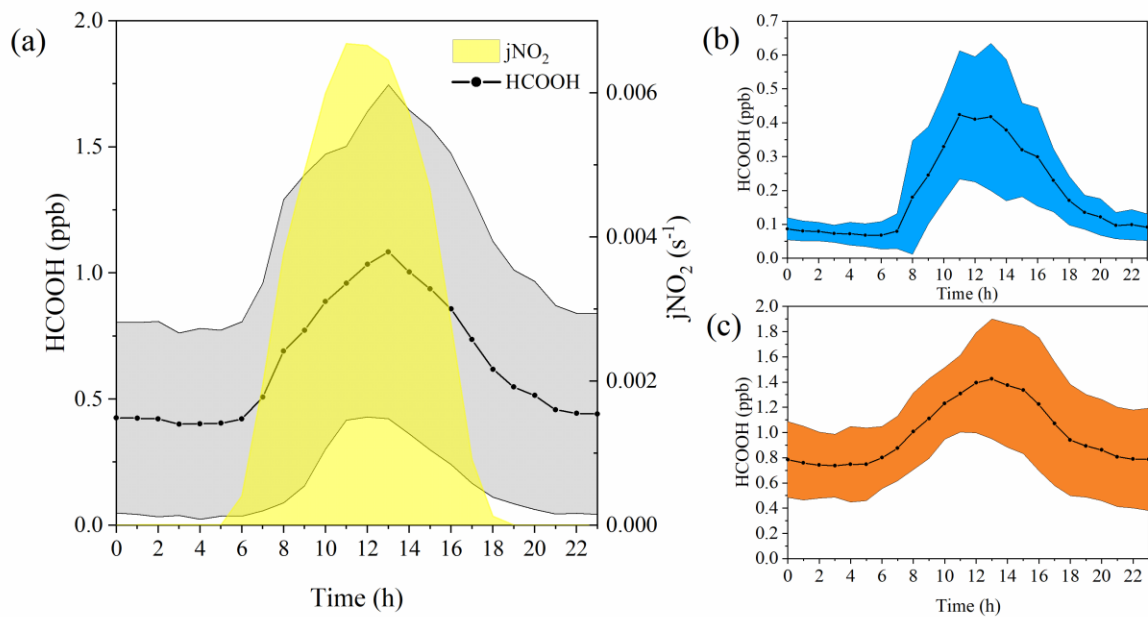 (a)
2.0
1.5
1.0
0.5
0.0
HCOOH (ppb)
0 2 4 6 8 10 12 14 16 18 20 22
Time (h)
0.006
0.004
0.002
0.000
jNO₂ (s⁻¹)
jNO₂
HCOOH
(b)
0.7
0.6
0.5
0.4
0.3
0.2
0.1
0.0
HCOOH (ppb)
0 2 4 6 8 10 12 14 16 18 20 22
Time (h)
(c)
2.0
1.8
1.6
1.4
1.2
1.0
0.8
0.6
0.4
0.2
0.0
HCOOH (ppb)
0 2 4 6 8 10 12 14 16 18 20 22
Time (h)